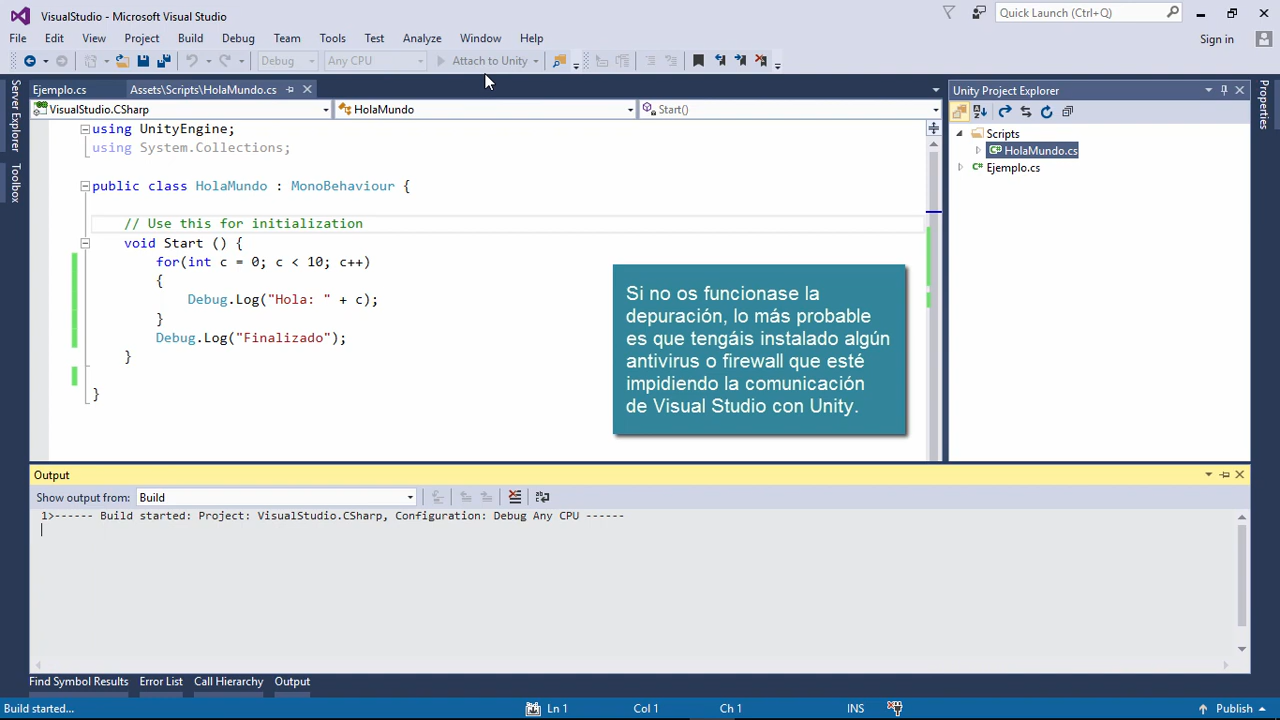 VisualStudio - Microsoft Visual Studio
Quick Launch (Ctrl+Q)
File Edit View Project Build Debug Team Tools Test Analyze Window Help
Sign in
Debug
Any CPU
Attach to Unity
Server Explorer
Toolbox
Ejemplo.cs
Assets\Scripts\HolaMundo.cs
VisualStudio.CSharp
HolaMundo
Start()
using UnityEngine;
using System.Collections;
public class HolaMundo : MonoBehaviour {
// Use this for initialization
void Start () {
for(int c = 0; c < 10; c++)
{
Debug.Log("Hola: " + c);
}
Debug.Log("Finalizado");
}
}
Si no os funcionase la
depuración, lo más probable
es que tengáis instalado algún
antivirus o firewall que esté
impidiendo la comunicación
de Visual Studio con Unity.
Unity Project Explorer
Scripts
HolaMundo.cs
Ejemplo.cs
Properties
Output
Show output from: Build
1>------ Build started: Project: VisualStudio.CSharp, Configuration: Debug Any CPU ------
Find Symbol Results Error List Call Hierarchy Output
Build started... Ln 1 Col 1 Ch 1 INS Publish